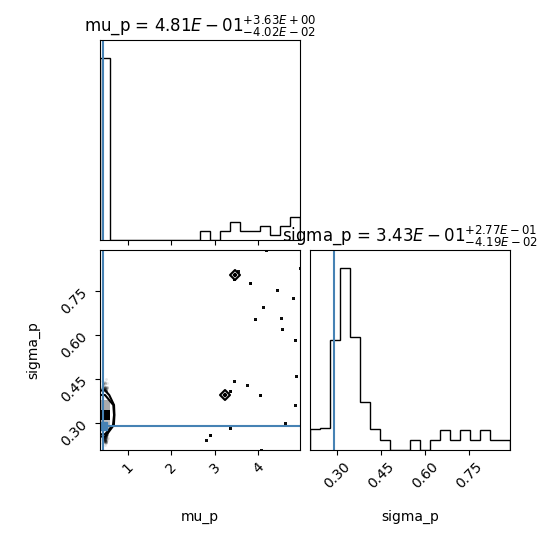 mu_p = 4.81E − 01+3.63E+00−4.02E−02
sigma_p = 3.43E − 01+2.77E−01−4.19E−02
0.75
0.60
0.45
0.30
sigma_p
1
2
3
4
mu_p
0.30
0.45
0.60
0.75
sigma_p